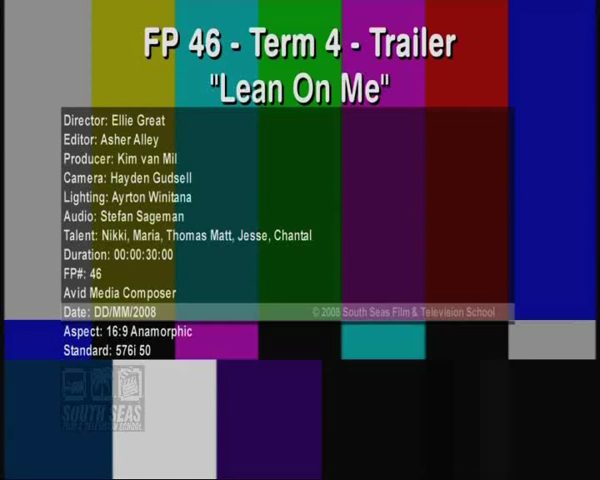 FP 46 - Term 4 - Trailer
"Lean On Me"
Director: Ellie Great
Editor: Asher Alley
Producer: Kim van Mil
Camera: Hayden Gudsell
Lighting: Ayrton Winitana
Audio: Stefan Sageman
Talent: Nikki, Maria, Thomas Matt, Jesse, Chantal
Duration: 00:00:30:00
FP#: 46
Avid Media Composer
Date: DD/MM/2008 © 2008 South Seas Film & Television School
Aspect: 16:9 Anamorphic
Standard: 576i 50
SOUTH SEAS
FILM & TELEVISION SCHOOL